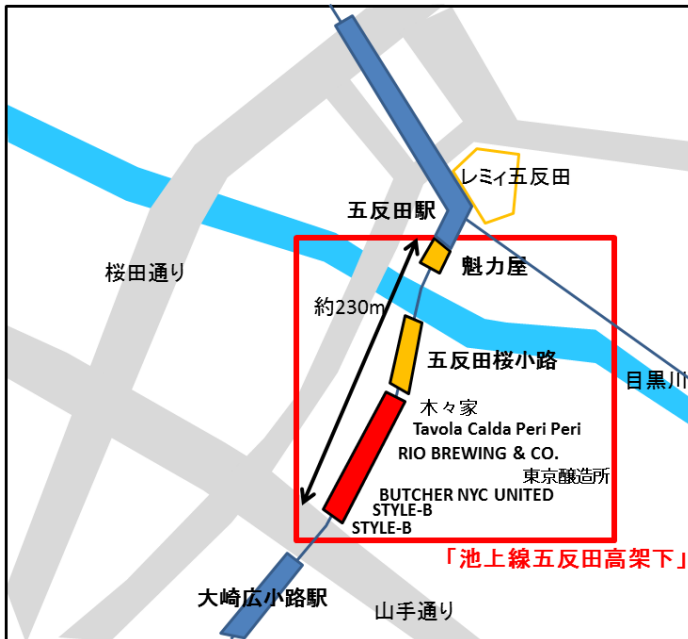 レミィ五反田
五反田駅
魁力屋
桜田通り
約230m
五反田桜小路
目黒川
木々家
Tavola Calda Peri Peri
RIO BREWING & CO.
東京醸造所
BUTCHER NYC UNITED
STYLE-B
STYLE-B
「池上線五反田高架下」
大崎広小路駅
山手通り